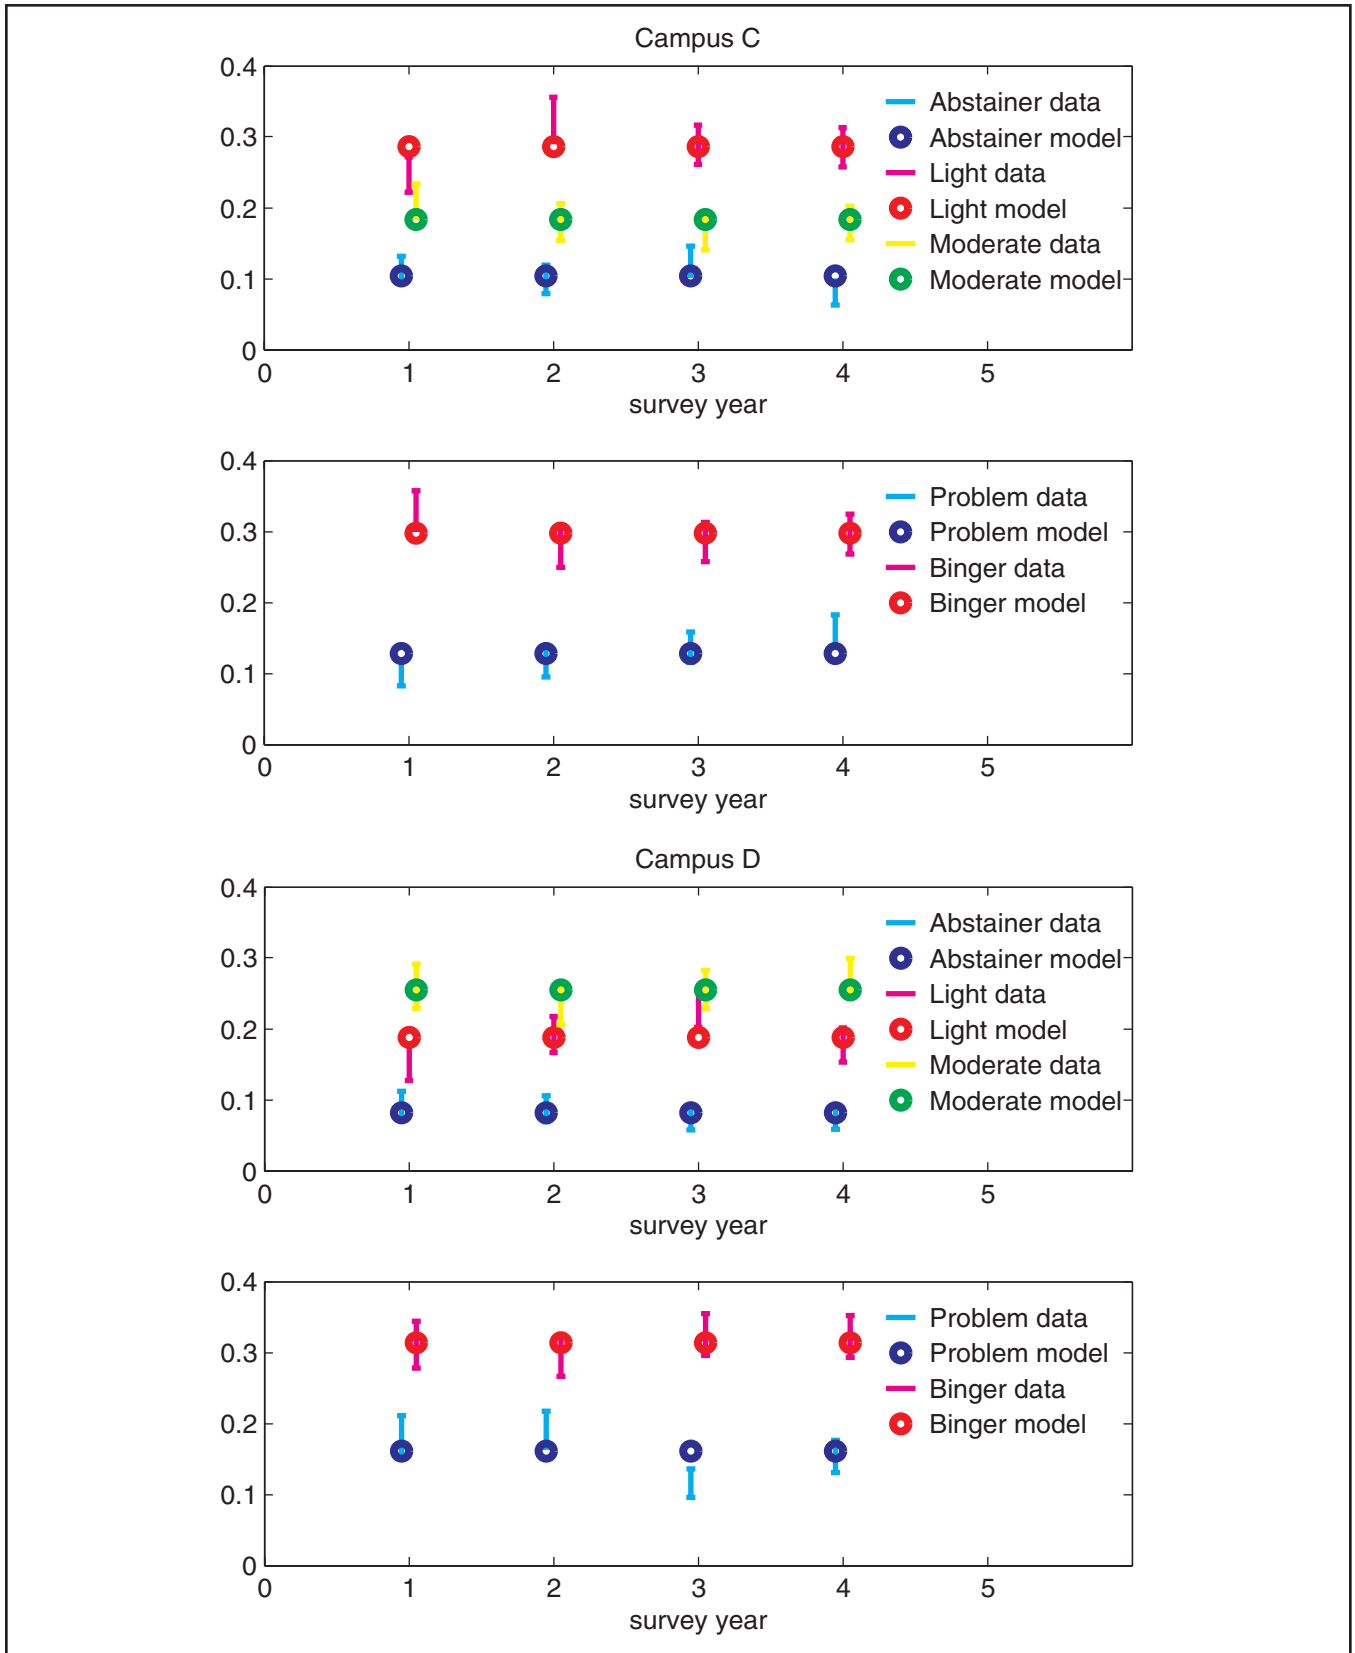 Campus C
0.4
0.3
0.2
0.1
0
Abstainer data
Abstainer model
Light data
Light model
Moderate data
Moderate model
0 1 2 3 4 5
survey year
0.4
0.3
0.2
0.1
0
Problem data
Problem model
Binger data
Binger model
0 1 2 3 4 5
survey year
Campus D
0.4
0.3
0.2
0.1
0
Abstainer data
Abstainer model
Light data
Light model
Moderate data
Moderate model
0 1 2 3 4 5
survey year
0.4
0.3
0.2
0.1
0
Problem data
Problem model
Binger data
Binger model
0 1 2 3 4 5
survey year